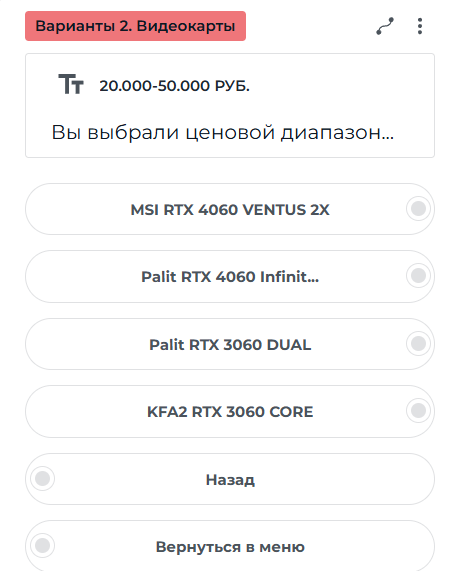 Варианты 2. Видеокарты
Тт 20.000-50.000 РУБ.
Вы выбрали ценовой диапазон...
MSI RTX 4060 VENTUS 2X
Palit RTX 4060 Infinit...
Palit RTX 3060 DUAL
KFA2 RTX 3060 CORE
Назад
Вернуться в меню